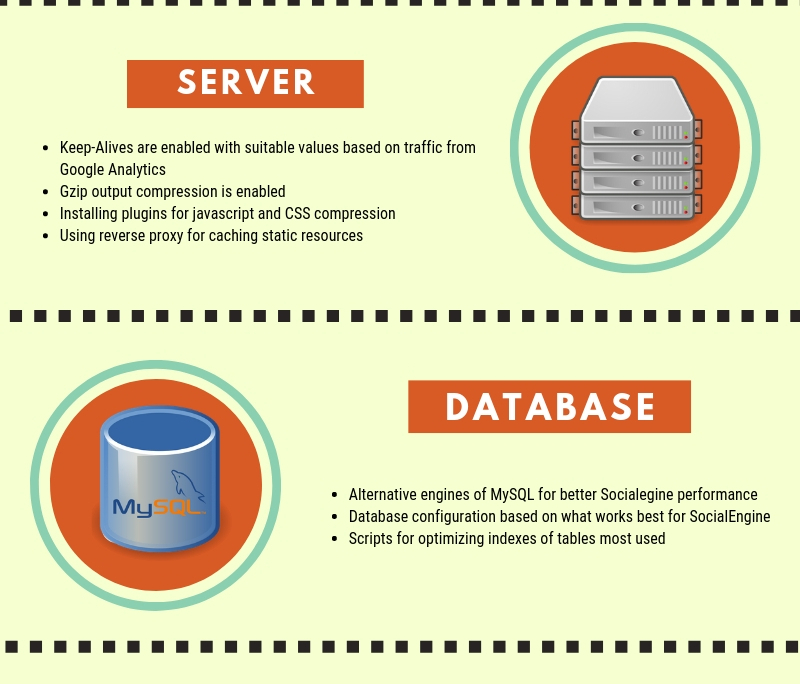 SERVER
• Keep-Alives are enabled with suitable values based on traffic from
Google Analytics
• Gzip output compression is enabled
• Installing plugins for javascript and CSS compression
• Using reverse proxy for caching static resources
DATABASE
MySQL
• Alternative engines of MySQL for better Socialegine performance
• Database configuration based on what works best for SocialEngine
• Scripts for optimizing indexes of tables most used